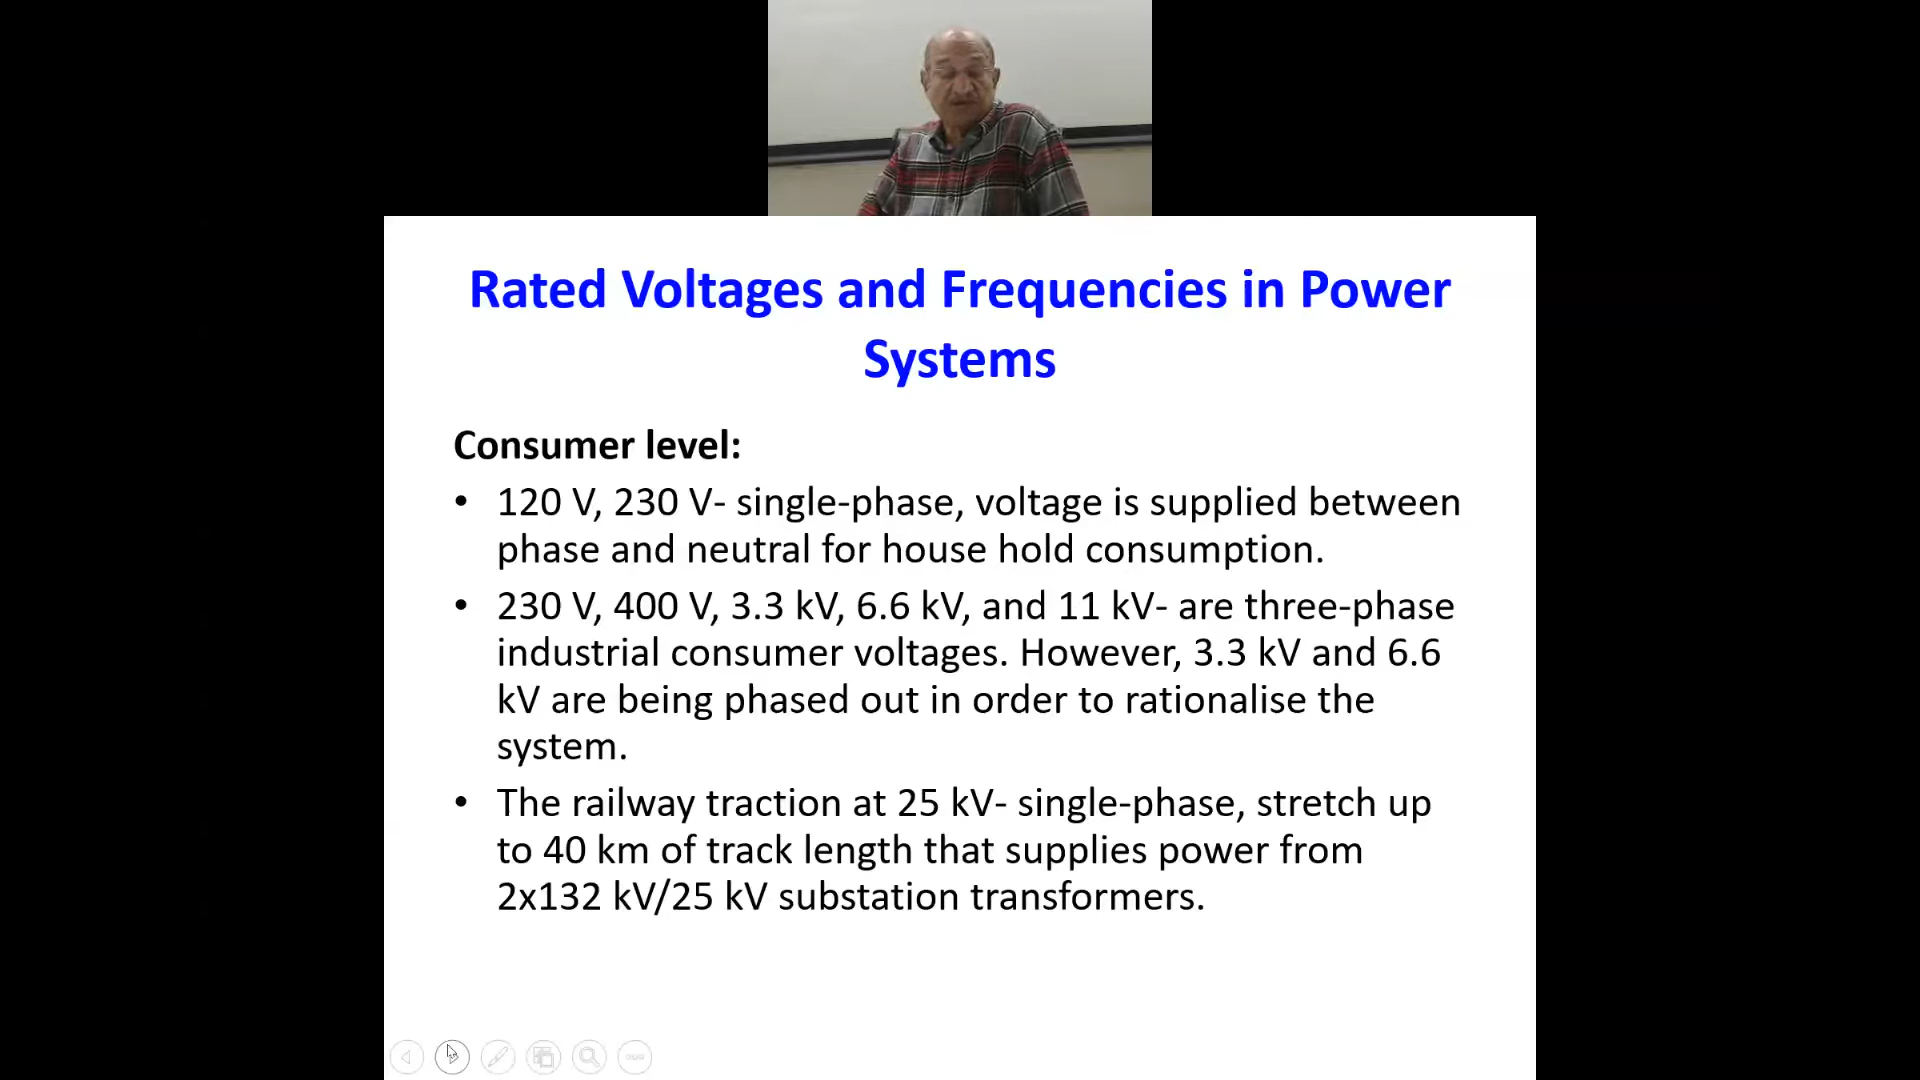 Rated Voltages and Frequencies in Power
Systems
Consumer level:
• 120 V, 230 V- single-phase, voltage is supplied between
phase and neutral for house hold consumption.
• 230 V, 400 V, 3.3 kV, 6.6 kV, and 11 kV- are three-phase
industrial consumer voltages. However, 3.3 kV and 6.6
kV are being phased out in order to rationalise the
system.
• The railway traction at 25 kV- single-phase, stretch up
to 40 km of track length that supplies power from
2x132 kV/25 kV substation transformers.